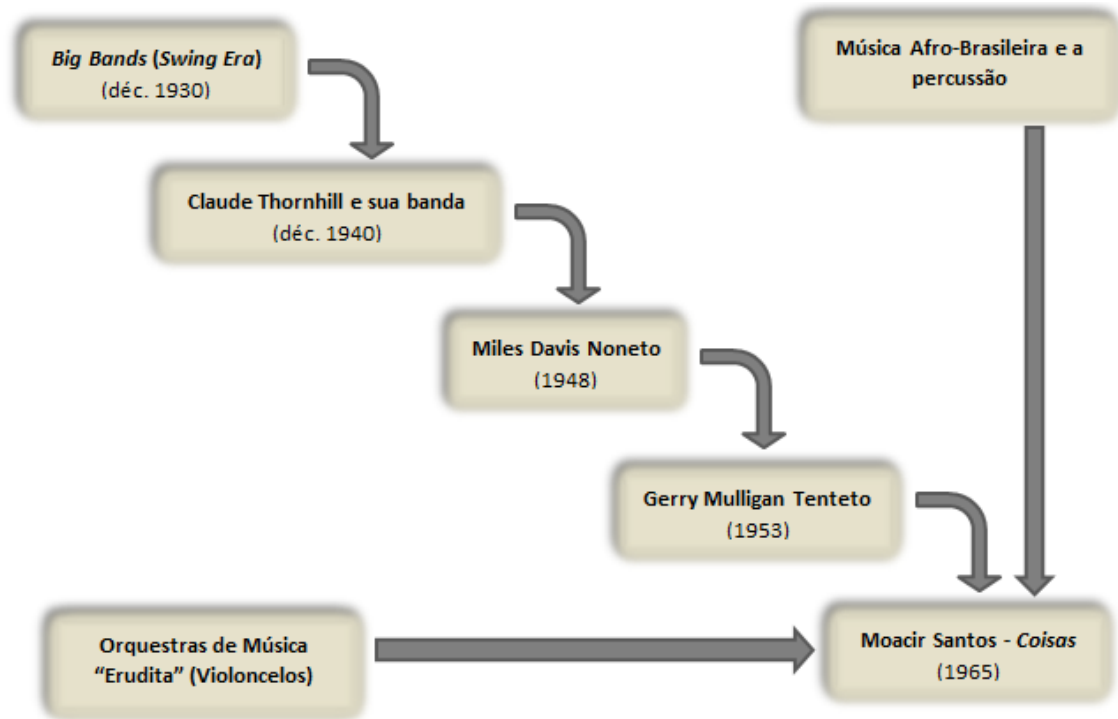 Big Bands (Swing Era)
(déc. 1930)
Música Afro-Brasileira e a
percussão
Claude Thornhill e sua banda
(déc. 1940)
Miles Davis Noneto
(1948)
Gerry Mulligan Tenteto
(1953)
Orquestras de Música
“Erudita” (Violoncelos)
Moacir Santos - Coisas
(1965)